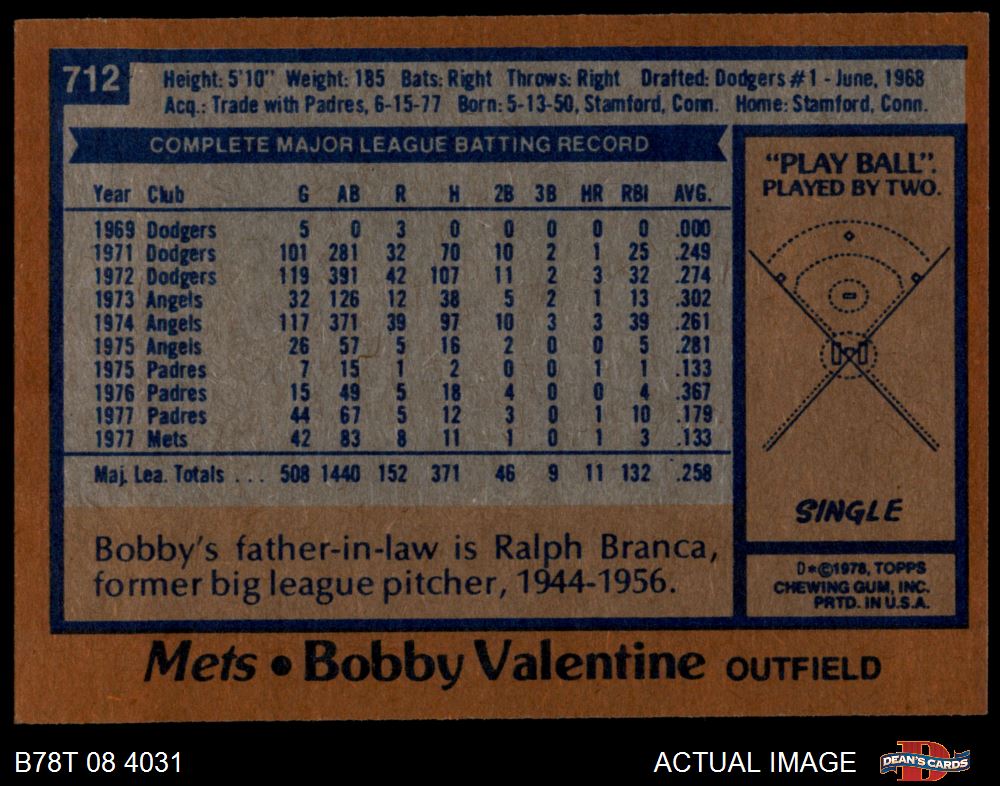 712
Height: 5'10" Weight: 185 Bats: Right Throws: Right Drafted: Dodgers #1 - June, 1968
Acq.: Trade with Padres, 6-15-77 Born: 5-13-50, Stamford, Conn. Home: Stamford, Conn.
COMPLETE MAJOR LEAGUE BATTING RECORD
Year Club G AB R H 2B 3B HR RBI AVG.
1969 Dodgers 5 0 3 0 0 0 0 0 .000
1971 Dodgers 101 281 32 70 10 2 1 25 .249
1972 Dodgers 119 391 42 107 11 2 3 32 .274
1973 Angels 32 126 12 38 5 2 1 13 .302
1974 Angels 117 371 39 97 10 3 3 39 .261
1975 Angels 26 57 5 16 2 0 0 5 .281
1975 Padres 7 15 1 2 0 0 1 1 .133
1976 Padres 15 49 5 18 4 0 0 4 .367
1977 Padres 44 67 5 12 3 0 1 10 .179
1977 Mets 42 83 8 11 1 0 1 3 .133
Maj. Lea. Totals . . . 508 1440 152 371 46 9 11 132 .258
Bobby's father-in-law is Ralph Branca,
former big league pitcher, 1944-1956.
"PLAY BALL".
PLAYED BY TWO.
SINGLE
D*©1978, TOPPS
CHEWING GUM, INC.
PRTD. IN U.S.A.
Mets • Bobby Valentine OUTFIELD
B78T 08 4031
ACTUAL IMAGE
D
DEAN'S CARDS